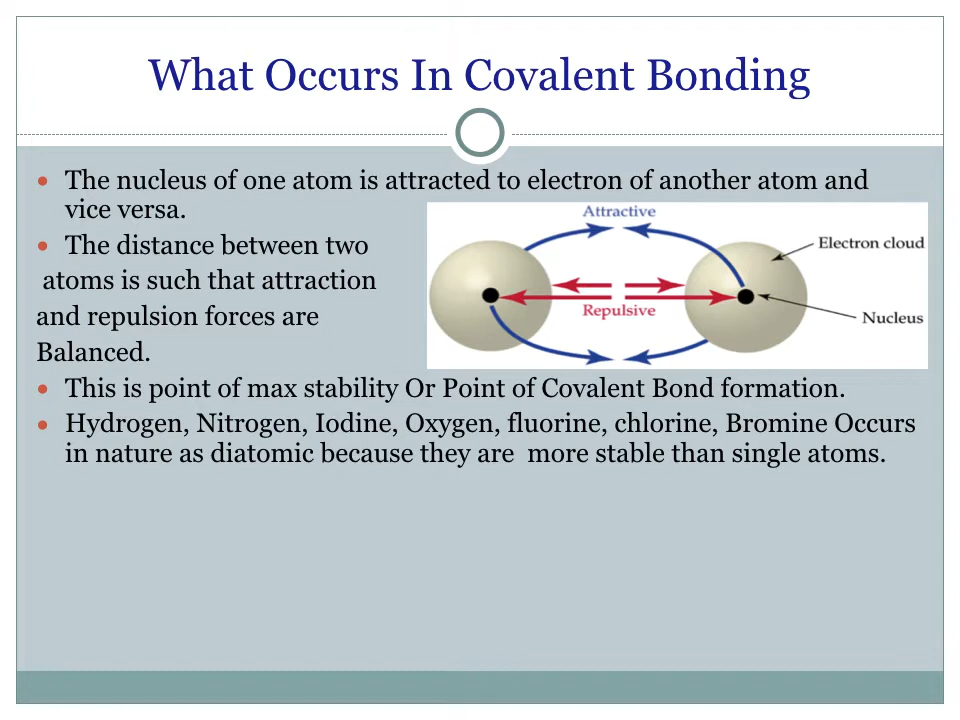 What Occurs In Covalent Bonding
• The nucleus of one atom is attracted to electron of another atom and
vice versa.
• The distance between two
atoms is such that attraction
and repulsion forces are
Balanced.
Attractive
Electron cloud
Repulsive
Nucleus
• This is point of max stability Or Point of Covalent Bond formation.
• Hydrogen, Nitrogen, Iodine, Oxygen, fluorine, chlorine, Bromine Occurs
in nature as diatomic because they are more stable than single atoms.